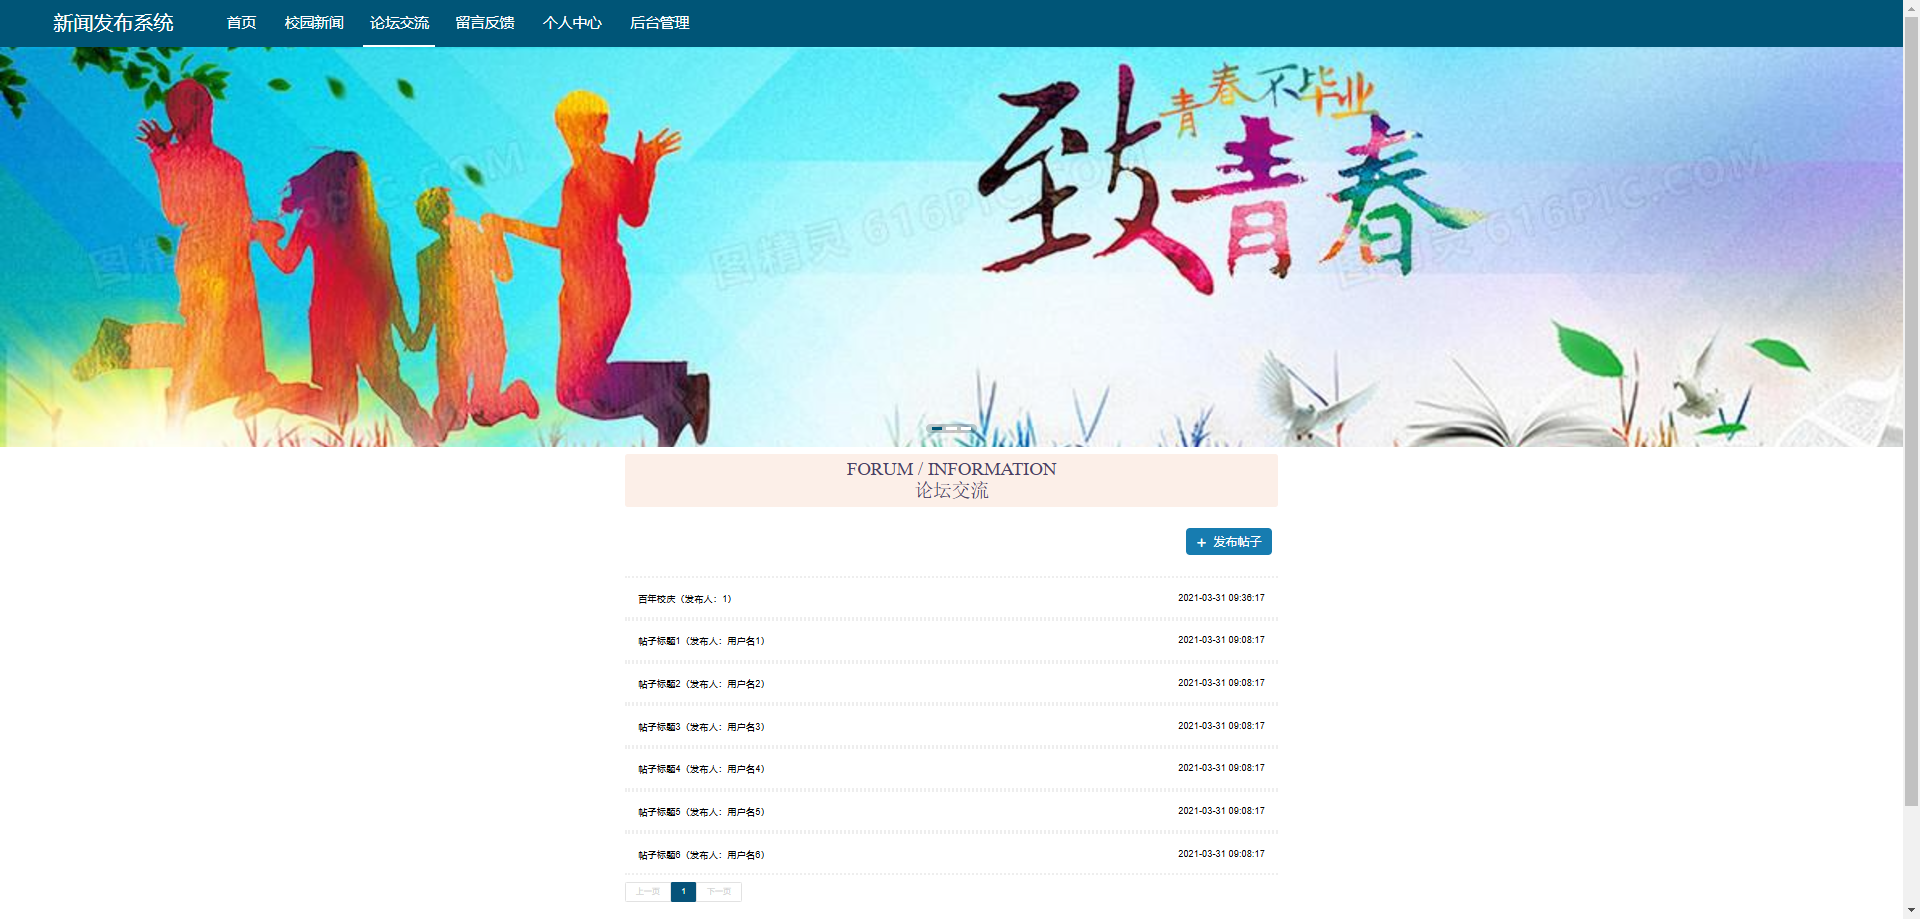 新闻发布系统 首页 校园新闻 论坛交流 留言反馈 个人中心 后台管理
青春不毕业
致青春
图精灵 616PIC.COM
FORUM / INFORMATION
论坛交流
+ 发布帖子
百年校庆（发布人：1） 2021-03-31 09:36:17
帖子标题1（发布人：用户名1） 2021-03-31 09:08:17
帖子标题2（发布人：用户名2） 2021-03-31 09:08:17
帖子标题3（发布人：用户名3） 2021-03-31 09:08:17
帖子标题4（发布人：用户名4） 2021-03-31 09:08:17
帖子标题5（发布人：用户名5） 2021-03-31 09:08:17
帖子标题6（发布人：用户名6） 2021-03-31 09:08:17
上一页 1 下一页